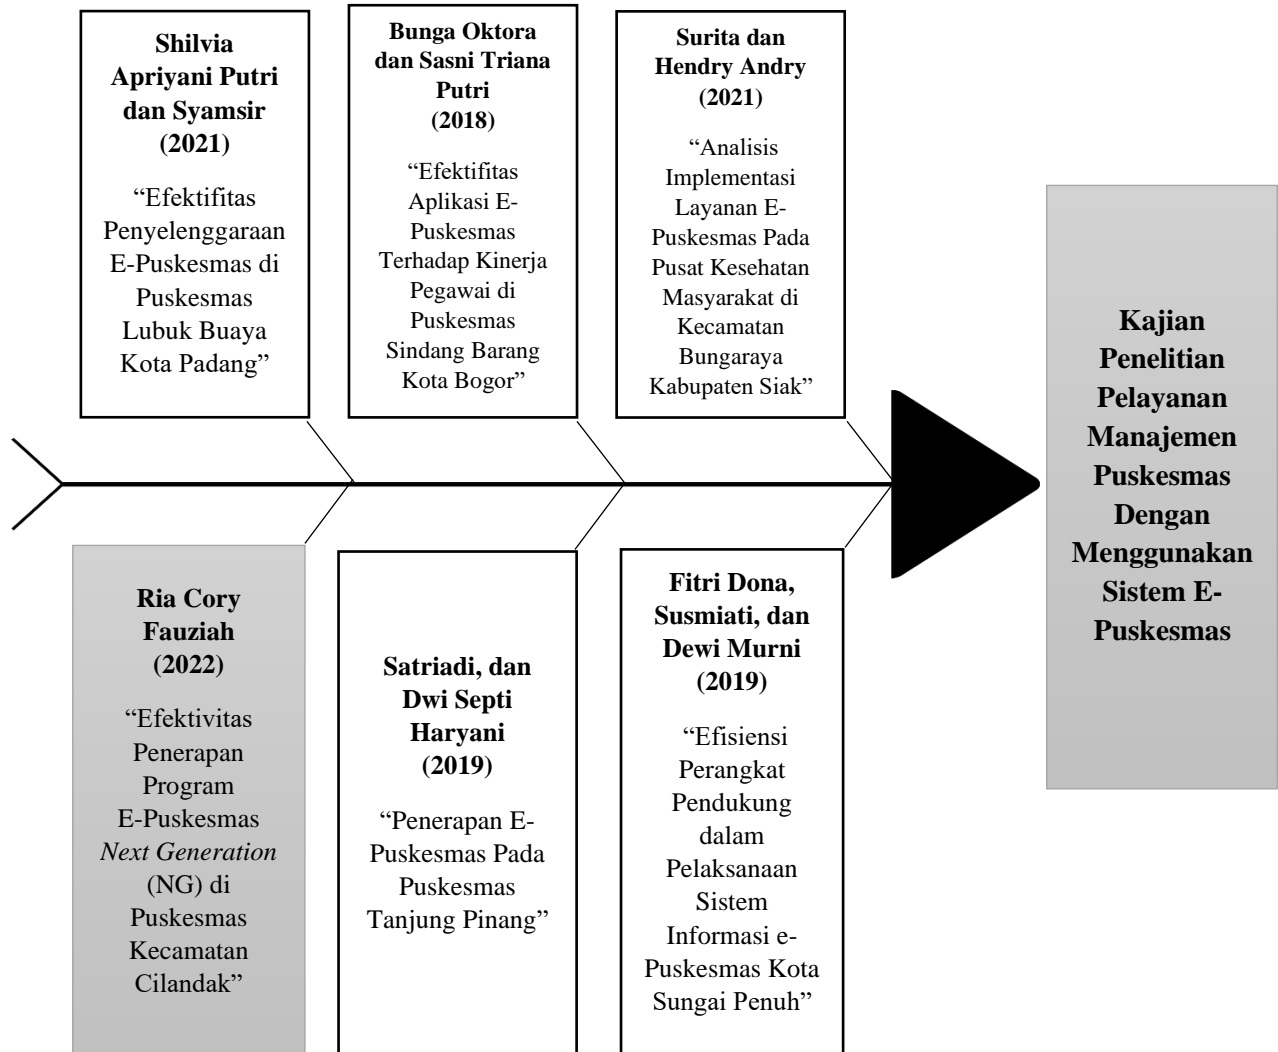 Shilvia
Apriyani Putri
dan Syamsir
(2021)
“Efektifitas
Penyelenggaraan
E-Puskesmas di
Puskesmas
Lubuk Buaya
Kota Padang”
Bunga Oktora
dan Sasni Triana
Putri
(2018)
“Efektifitas
Aplikasi E-
Puskesmas
Terhadap Kinerja
Pegawai di
Puskesmas
Sindang Barang
Kota Bogor”
Surita dan
Hendry Andry
(2021)
“Analisis
Implementasi
Layanan E-
Puskesmas Pada
Pusat Kesehatan
Masyarakat di
Kecamatan
Bungaraya
Kabupaten Siak”
Kajian
Penelitian
Pelayanan
Manajemen
Puskesmas
Dengan
Menggunakan
Sistem E-
Puskesmas
Ria Cory
Fauziah
(2022)
“Efektivitas
Penerapan
Program
E-Puskesmas
Next Generation
(NG) di
Puskesmas
Kecamatan
Cilandak”
Satriadi, dan
Dwi Septi
Haryani
(2019)
“Penerapan E-
Puskesmas Pada
Puskesmas
Tanjung Pinang”
Fitri Dona,
Susmiati, dan
Dewi Murni
(2019)
“Efisiensi
Perangkat
Pendukung
dalam
Pelaksanaan
Sistem
Informasi e-
Puskesmas Kota
Sungai Penuh”